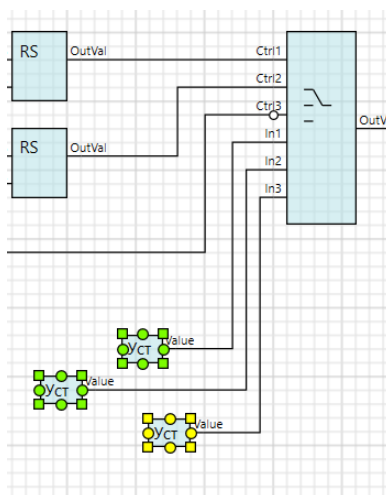 RS OutVal Ctrl1
Ctrl2
Ctrl3
OutV
RS OutVal In1
In2
In3
Уст Value
Уст Value
Уст Value